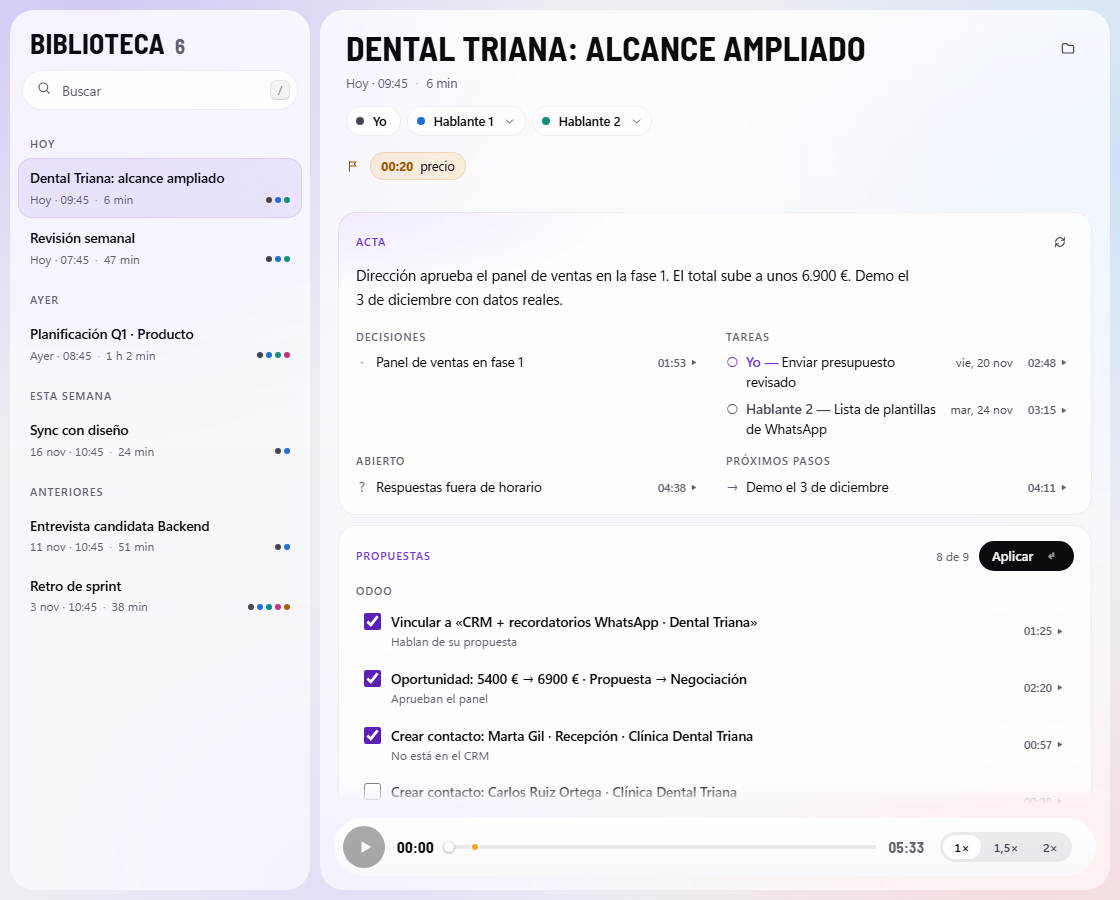 BIBLIOTECA 6
Buscar /
HOY
Dental Triana: alcance ampliado
Hoy · 09:45 · 6 min
Revisión semanal
Hoy · 07:45 · 47 min
AYER
Planificación Q1 · Producto
Ayer · 08:45 · 1 h 2 min
ESTA SEMANA
Sync con diseño
16 nov · 10:45 · 24 min
ANTERIORES
Entrevista candidata Backend
11 nov · 10:45 · 51 min
Retro de sprint
3 nov · 10:45 · 38 min
DENTAL TRIANA: ALCANCE AMPLIADO
Hoy · 09:45 · 6 min
Yo Hablante 1 Hablante 2
00:20 precio
ACTA
Dirección aprueba el panel de ventas en la fase 1. El total sube a unos 6.900 €. Demo el
3 de diciembre con datos reales.
DECISIONES
· Panel de ventas en fase 1 01:53
TAREAS
Yo — Enviar presupuesto vie, 20 nov 02:48
revisado
Hablante 2 — Lista de plantillas mar, 24 nov 03:15
de WhatsApp
ABIERTO
? Respuestas fuera de horario 04:38
PRÓXIMOS PASOS
→ Demo el 3 de diciembre 04:11
PROPUESTAS 8 de 9 Aplicar
ODOO
Vincular a «CRM + recordatorios WhatsApp · Dental Triana» 01:25
Hablan de su propuesta
Oportunidad: 5400 € → 6900 € · Propuesta → Negociación 02:20
Aprueban el panel
Crear contacto: Marta Gil · Recepción · Clínica Dental Triana 00:57
No está en el CRM
Crear contacto: Carlos Ruiz Ortega · Clínica Dental Triana
00:00 05:33 1× 1,5× 2×